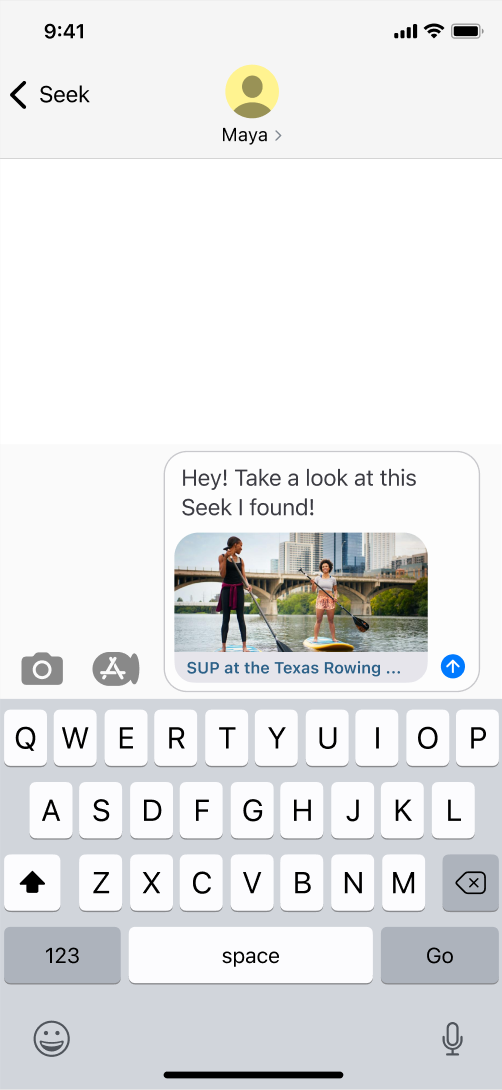 9:41
Seek
Maya
Hey! Take a look at this
Seek I found!
SUP at the Texas Rowing ...
Q W E R T Y U I O P
A S D F G H J K L
Z X C V B N M
123 space Go